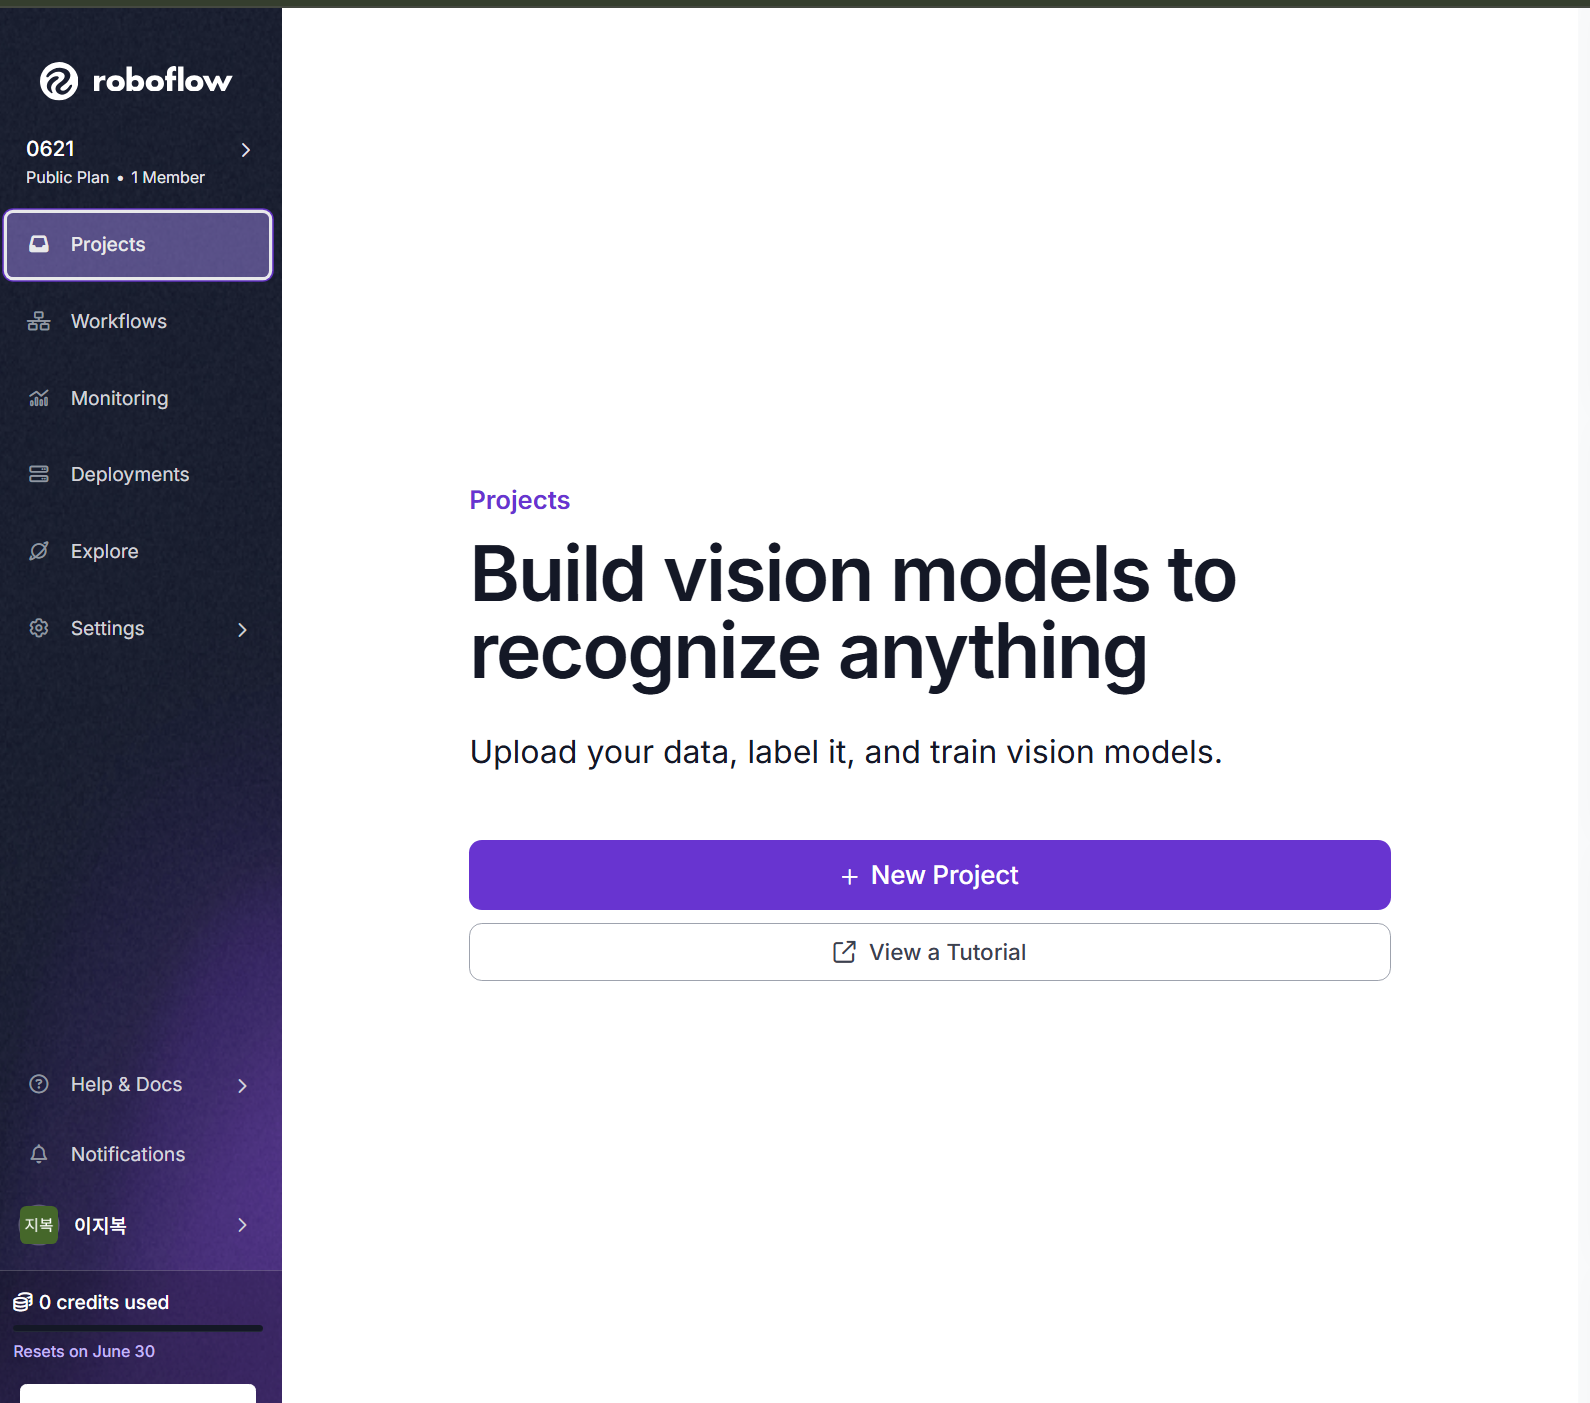 roboflow
0621
Public Plan • 1 Member
Projects
Workflows
Monitoring
Deployments
Explore
Settings
Help & Docs
Notifications
지복 이지복
0 credits used
Resets on June 30
Projects
Build vision models to
recognize anything
Upload your data, label it, and train vision models.
+ New Project
View a Tutorial